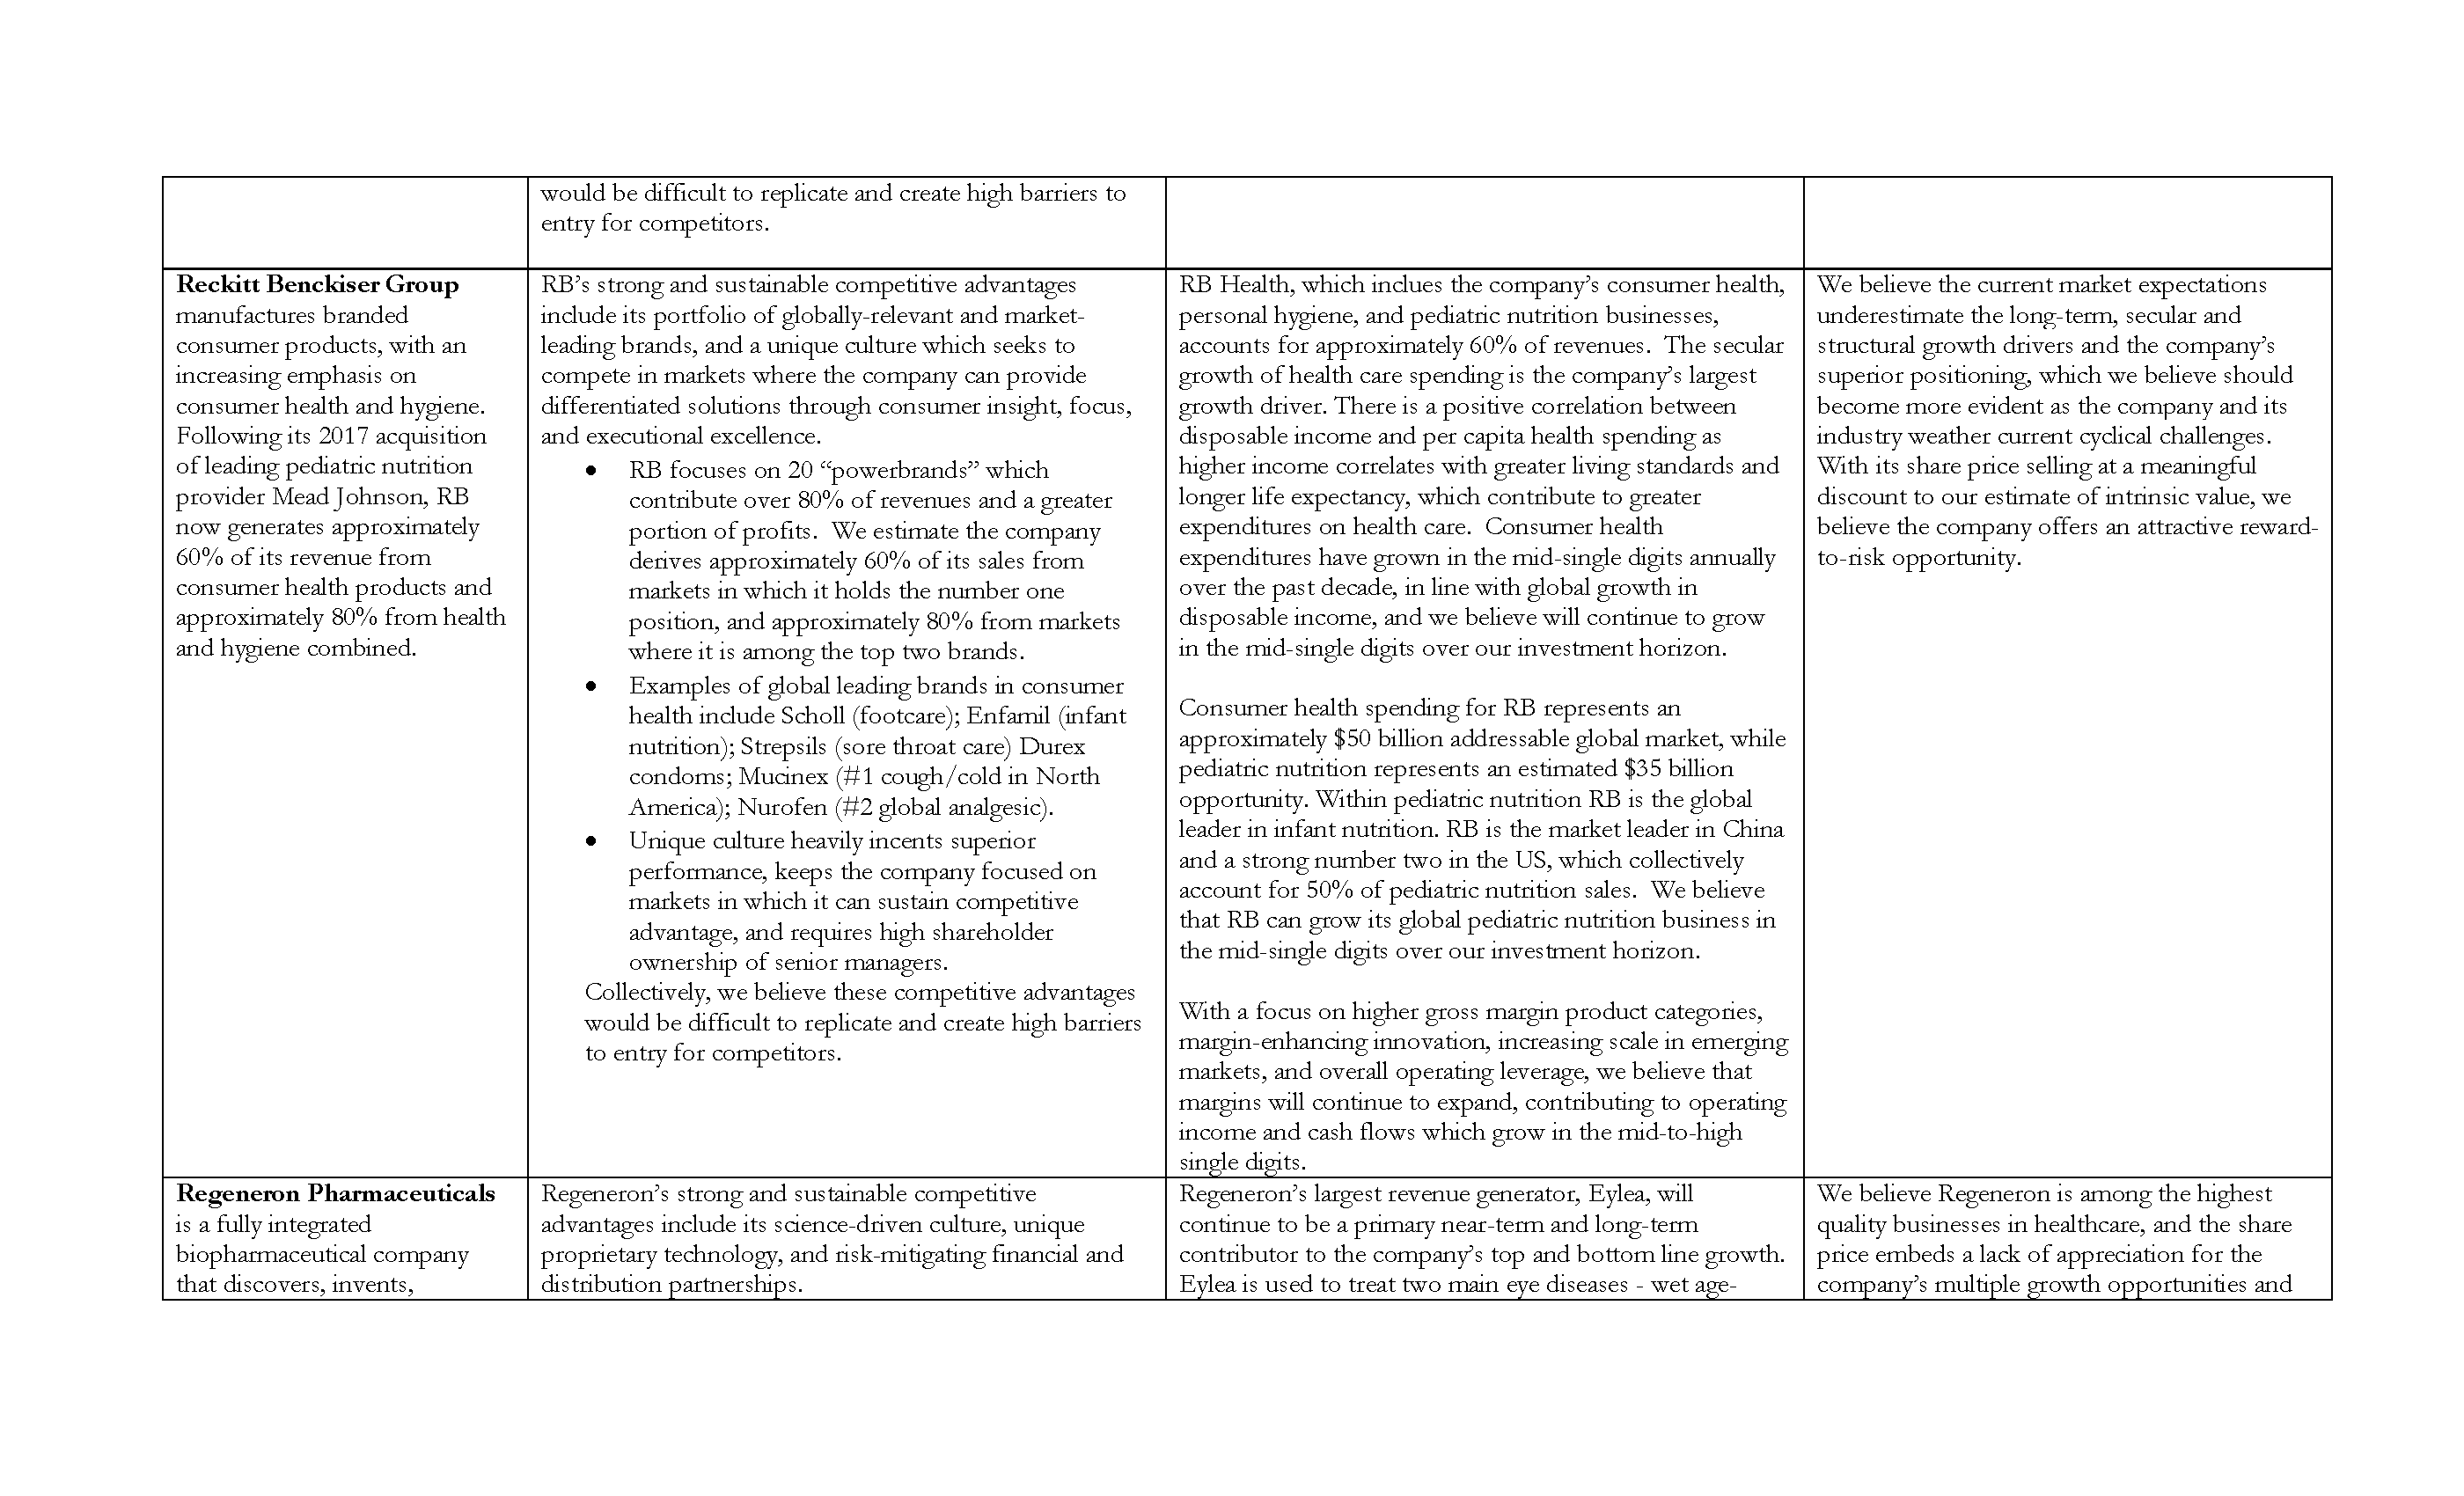 would be difficult to replicate and create high barriers to
entry for competitors.
Reckitt Benckiser Group
manufactures branded
consumer products, with an
increasing emphasis on
consumer health and hygiene.
Following its 2017 acquisition
of leading pediatric nutrition
provider Mead Johnson, RB
now generates approximately
60% of its revenue from
consumer health products and
approximately 80% from health
and hygiene combined.
RB’s strong and sustainable competitive advantages
include its portfolio of globally-relevant and market-
leading brands, and a unique culture which seeks to
compete in markets where the company can provide
differentiated solutions through consumer insight, focus,
and executional excellence.
• RB focuses on 20 “powerbrands” which
contribute over 80% of revenues and a greater
portion of profits.  We estimate the company
derives approximately 60% of its sales from
markets in which it holds the number one
position, and approximately 80% from markets
where it is among the top two brands.
• Examples of global leading brands in consumer
health include Scholl (footcare); Enfamil (infant
nutrition); Strepsils (sore throat care) Durex
condoms; Mucinex (#1 cough/cold in North
America); Nurofen (#2 global analgesic).
• Unique culture heavily incents superior
performance, keeps the company focused on
markets in which it can sustain competitive
advantage, and requires high shareholder
ownership of senior managers.
Collectively, we believe these competitive advantages
would be difficult to replicate and create high barriers
to entry for competitors.
RB Health, which inclues the company’s consumer health,
personal hygiene, and pediatric nutrition businesses,
accounts for approximately 60% of revenues.  The secular
growth of health care spending is the company’s largest
growth driver. There is a positive correlation between
disposable income and per capita health spending as
higher income correlates with greater living standards and
longer life expectancy, which contribute to greater
expenditures on health care.  Consumer health
expenditures have grown in the mid-single digits annually
over the past decade, in line with global growth in
disposable income, and we believe will continue to grow
in the mid-single digits over our investment horizon.
Consumer health spending for RB represents an
approximately $50 billion addressable global market, while
pediatric nutrition represents an estimated $35 billion
opportunity. Within pediatric nutrition RB is the global
leader in infant nutrition. RB is the market leader in China
and a strong number two in the US, which collectively
account for 50% of pediatric nutrition sales.  We believe
that RB can grow its global pediatric nutrition business in
the mid-single digits over our investment horizon.
With a focus on higher gross margin product categories,
margin-enhancing innovation, increasing scale in emerging
markets, and overall operating leverage, we believe that
margins will continue to expand, contributing to operating
income and cash flows which grow in the mid-to-high
single digits.
We believe the current market expectations
underestimate the long-term, secular and
structural growth drivers and the company’s
superior positioning, which we believe should
become more evident as the company and its
industry weather current cyclical challenges.
With its share price selling at a meaningful
discount to our estimate of intrinsic value, we
believe the company offers an attractive reward-
to-risk opportunity.
Regeneron Pharmaceuticals
is a fully integrated
biopharmaceutical company
that discovers, invents,
Regeneron’s strong and sustainable competitive
advantages include its science-driven culture, unique
proprietary technology, and risk-mitigating financial and
distribution partnerships.
Regeneron’s largest revenue generator, Eylea, will
continue to be a primary near-term and long-term
contributor to the company’s top and bottom line growth.
Eylea is used to treat two main eye diseases - wet age-
We believe Regeneron is among the highest
quality businesses in healthcare, and the share
price embeds a lack of appreciation for the
company’s multiple growth opportunities and